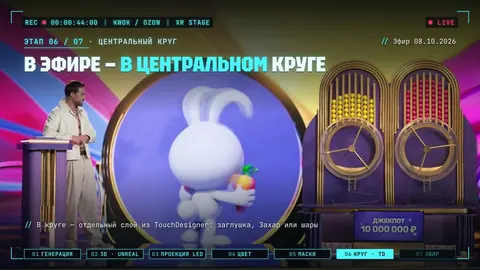 REC 00:00:44:00 | KWOK / OZON | XR STAGE
LIVE
ЭТАП 06 / 07 · ЦЕНТРАЛЬНЫЙ КРУГ
// Эфир 08.10.2026
В ЭФИРЕ – В ЦЕНТРАЛЬНОМ КРУГЕ
ДЖЕКПОТ
10 000 000 ₽
// В круге – отдельный слой из TouchDesigner: заглушка, Захар или шары
01 ГЕНЕРАЦИЯ
02 3D · UNREAL
03 ПРОЕКЦИЯ LED
04 ЦВЕТ
05 МАСКИ
06 КРУГ · TD
07 ЭФИР